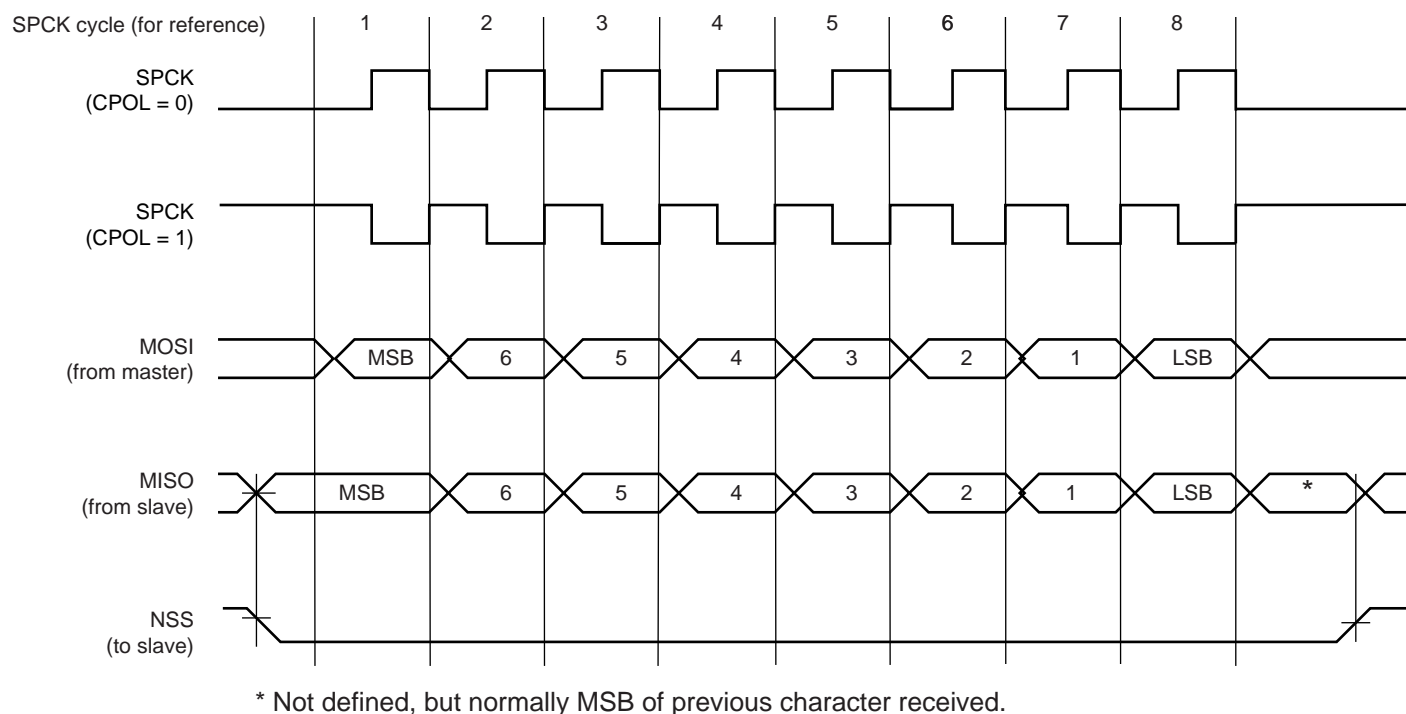 SPCK cycle (for reference) 1 2 3 4 5 6 7 8
SPCK
(CPOL = 0)
SPCK
(CPOL = 1)
MOSI
(from master)
MSB 6 5 4 3 2 1 LSB
MISO
(from slave)
MSB 6 5 4 3 2 1 LSB *
NSS
(to slave)
* Not defined, but normally MSB of previous character received.